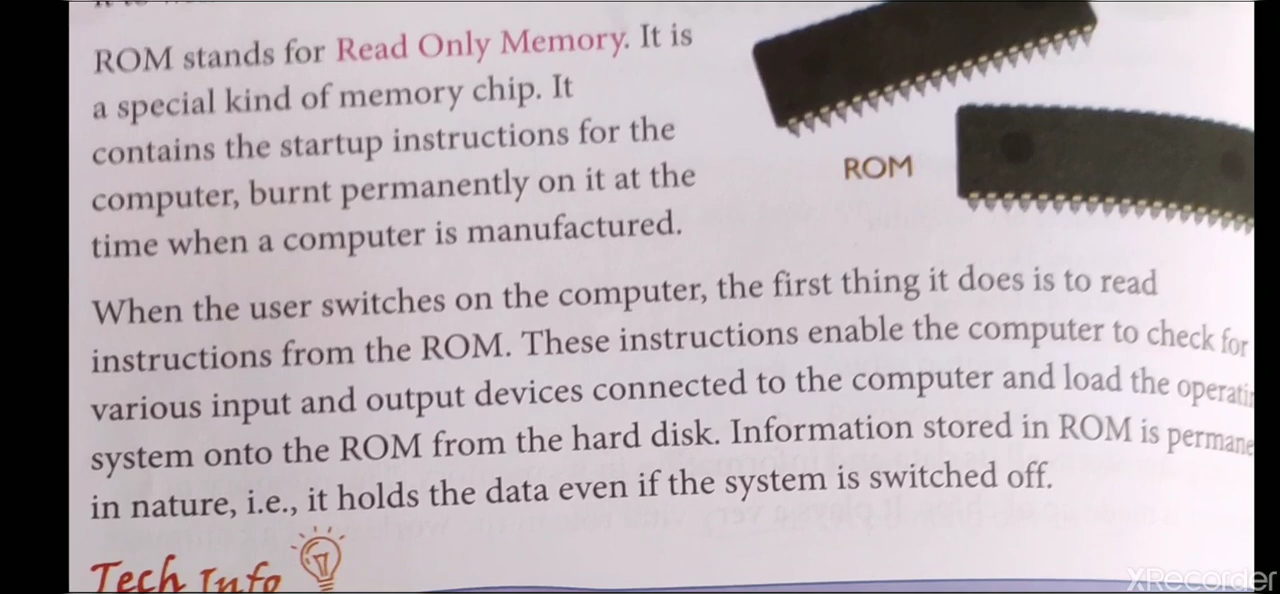 ROM stands for Read Only Memory. It is
a special kind of memory chip. It
contains the startup instructions for the
computer, burnt permanently on it at the
time when a computer is manufactured.
ROM
When the user switches on the computer, the first thing it does is to read
instructions from the ROM. These instructions enable the computer to check for
various input and output devices connected to the computer and load the operatin
system onto the ROM from the hard disk. Information stored in ROM is permane
in nature, i.e., it holds the data even if the system is switched off.
Tech Info
XRecorder